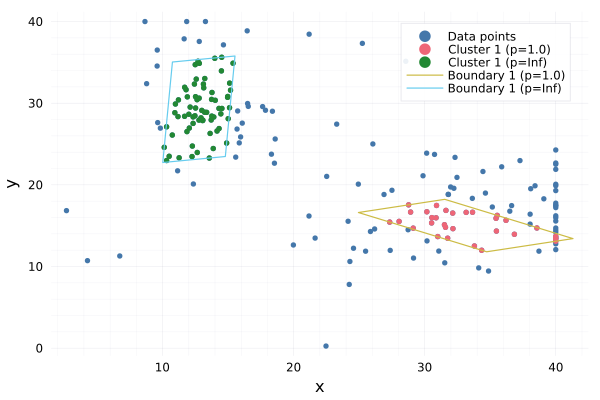 40
30
20
10
0
y
10
20
30
40
x
Data points
Cluster 1 (p=1.0)
Cluster 1 (p=Inf)
Boundary 1 (p=1.0)
Boundary 1 (p=Inf)